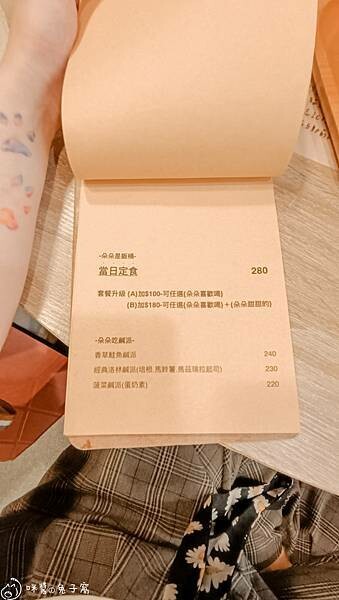 -朵朵是飯桶-
當日定食 280
套餐升級 (A)加$100-可任選{朵朵喜歡喝}
(B)加$180-可任選{朵朵喜歡喝}+{朵朵甜甜的}
-朵朵吃鹹派-
香草鮭魚鹹派 240
經典洛林鹹派(培根.馬鈴薯.馬茲瑞拉起司) 230
菠菜鹹派(蛋奶素) 220
咪醬の兔子窩